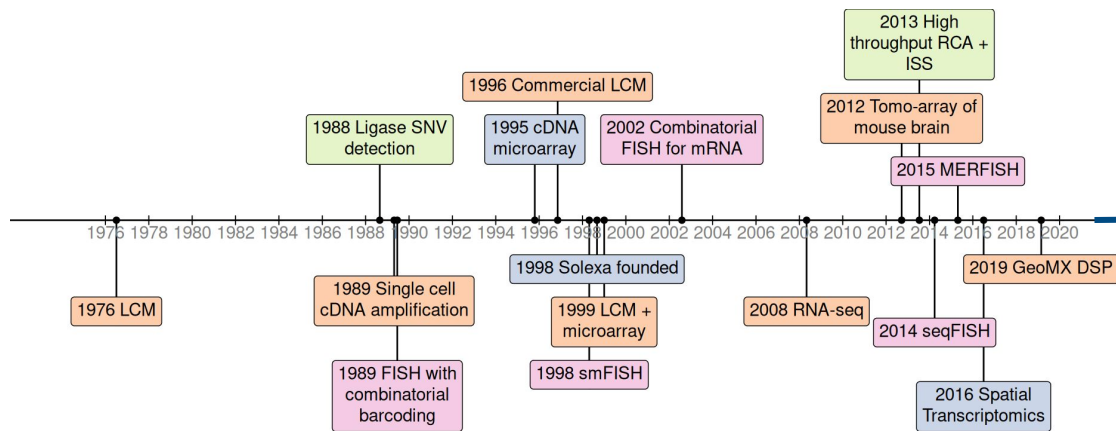 2013 High
throughput RCA +
ISS
1996 Commercial LCM
2012 Tomo-array of
mouse brain
1988 Ligase SNV
detection
1995 cDNA
microarray
2002 Combinatorial
FISH for mRNA
2015 MERFISH
1976 1978 1980 1982 1984 1986 1988 1990 1992 1994 1996 1998 2000 2002 2004 2006 2008 2010 2012 2014 2016 2018 2020
1998 Solexa founded
2019 GeoMX DSP
1976 LCM
1989 Single cell
cDNA amplification
1999 LCM +
microarray
2008 RNA-seq
2014 seqFISH
1989 FISH with
combinatorial
barcoding
1998 smFISH
2016 Spatial
Transcriptomics